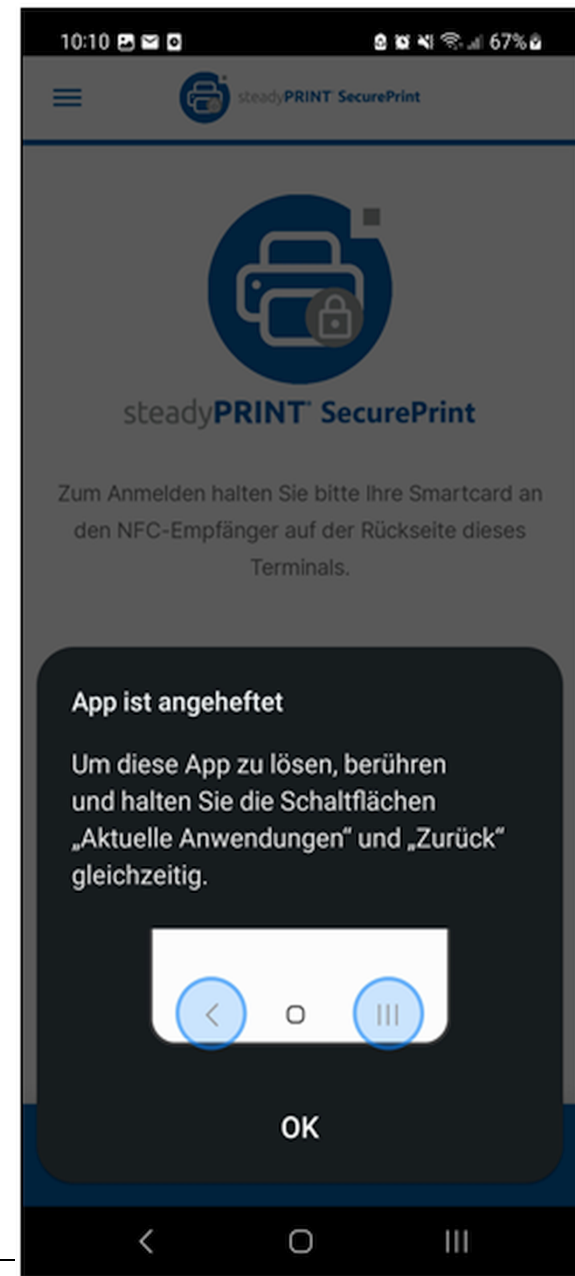 10:10
67%
steadyPRINT SecurePrint
steadyPRINT® SecurePrint
Zum Anmelden halten Sie bitte Ihre Smartcard an
den NFC-Empfänger auf der Rückseite dieses
Terminals.
App ist angeheftet
Um diese App zu lösen, berühren
und halten Sie die Schaltflächen
„Aktuelle Anwendungen“ und „Zurück“
gleichzeitig.
OK